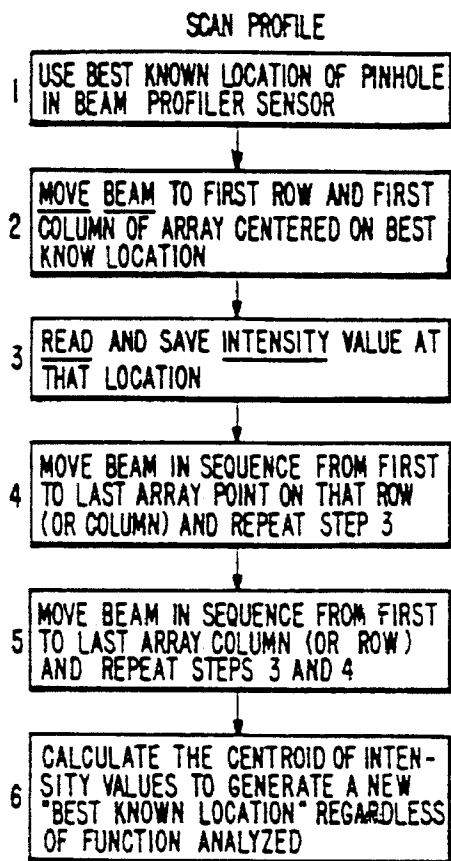 SCAN PROFILE
1
USE BEST KNOWN LOCATION OF PINHOLE
IN BEAM PROFILER SENSOR
2
MOVE BEAM TO FIRST ROW AND FIRST
COLUMN OF ARRAY CENTERED ON BEST
KNOW LOCATION
3
READ AND SAVE INTENSITY VALUE AT
THAT LOCATION
4
MOVE BEAM IN SEQUENCE FROM FIRST
TO LAST ARRAY POINT ON THAT ROW
(OR COLUMN) AND REPEAT STEP 3
5
MOVE BEAM IN SEQUENCE FROM FIRST
TO LAST ARRAY COLUMN (OR ROW)
AND REPEAT STEPS 3 AND 4
6
CALCULATE THE CENTROID OF INTEN-
SITY VALUES TO GENERATE A NEW
"BEST KNOWN LOCATION" REGARDLESS
OF FUNCTION ANALYZED